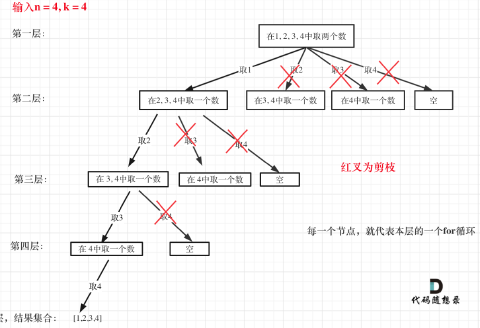 输入n = 4, k = 4
第一层：
在1, 2, 3, 4中取两个数
取1
取2
取3
取4
第二层：
在2, 3, 4中取一个数
在3, 4中取一个数
在4中取一个数
空
取2
取3
取4
红叉为剪枝
第三层：
在 3, 4中取一个数
在 4中取一个数
空
取3
取4
每一个节点，就代表本层的一个for循环
第四层：
在 4中取一个数
空
取4
代码随想录
层，结果集合：
[1,2,3,4]